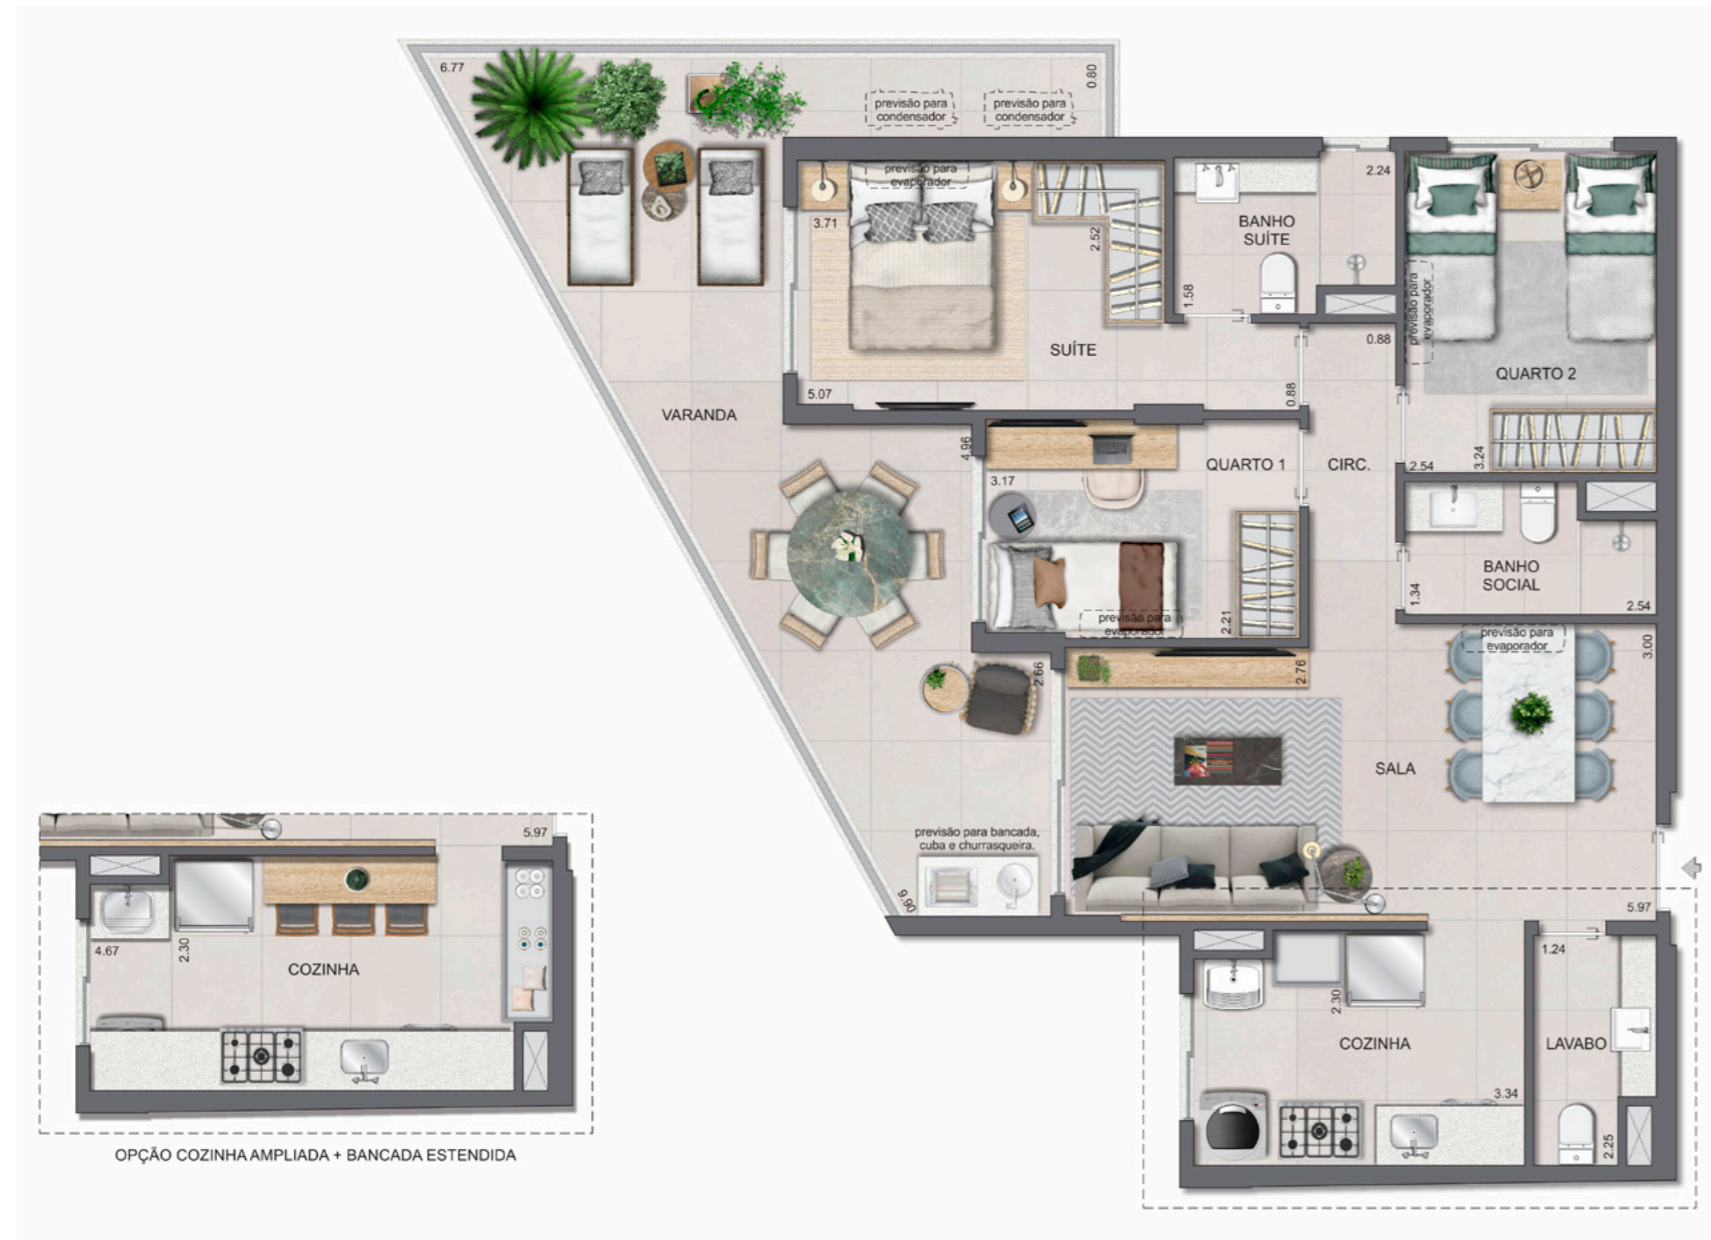 6.77
0.80
previsão para
condensador
previsão para
condensador
previsão para
evaporador
3.71
2.52
BANHO
SUÍTE
2.24
1.58
previsão para
evaporador
SUÍTE
0.88
QUARTO 2
5.07
0.88
VARANDA
4.96
QUARTO 1
CIRC.
2.54
3.24
3.17
BANHO
SOCIAL
1.34
2.54
2.21
previsão para
evaporador
previsão para
evaporador
3.00
2.66
2.76
SALA
previsão para bancada,
cuba e churrasqueira.
6.90
5.97
5.97
4.67
2.30
COZINHA
1.24
2.30
COZINHA
LAVABO
3.34
2.25
OPÇÃO COZINHA AMPLIADA + BANCADA ESTENDIDA